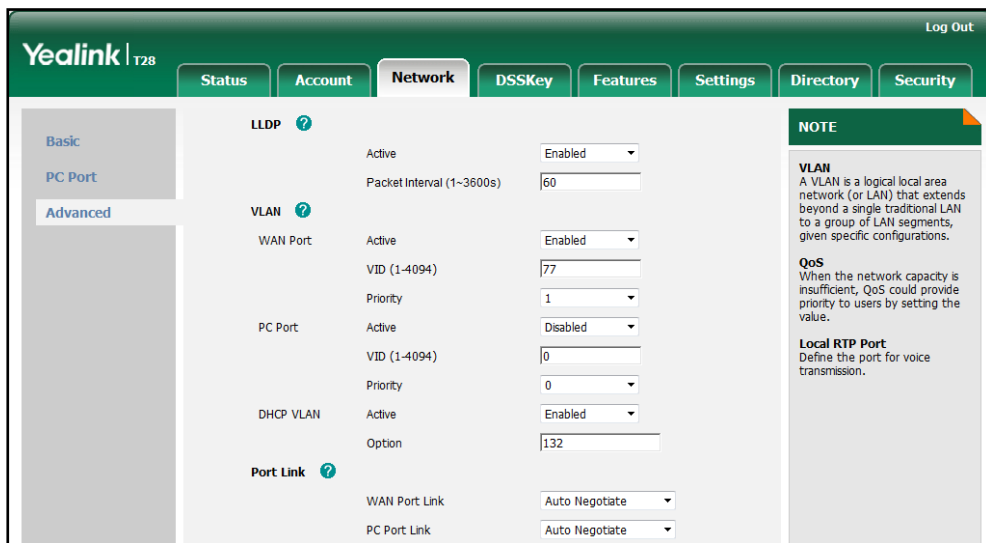 Log Out
Yealink | T28
Status Account Network DSSKey Features Settings Directory Security
Basic
PC Port
Advanced
LLDP ?
Active Enabled
Packet Interval (1~3600s) 60
VLAN ?
WAN Port Active Enabled
VID (1-4094) 77
Priority 1
PC Port Active Disabled
VID (1-4094) 0
Priority 0
DHCP VLAN Active Enabled
Option 132
Port Link ?
WAN Port Link Auto Negotiate
PC Port Link Auto Negotiate
NOTE
VLAN
A VLAN is a logical local area
network (or LAN) that extends
beyond a single traditional LAN
to a group of LAN segments,
given specific configurations.
QoS
When the network capacity is
insufficient, QoS could provide
priority to users by setting the
value.
Local RTP Port
Define the port for voice
transmission.